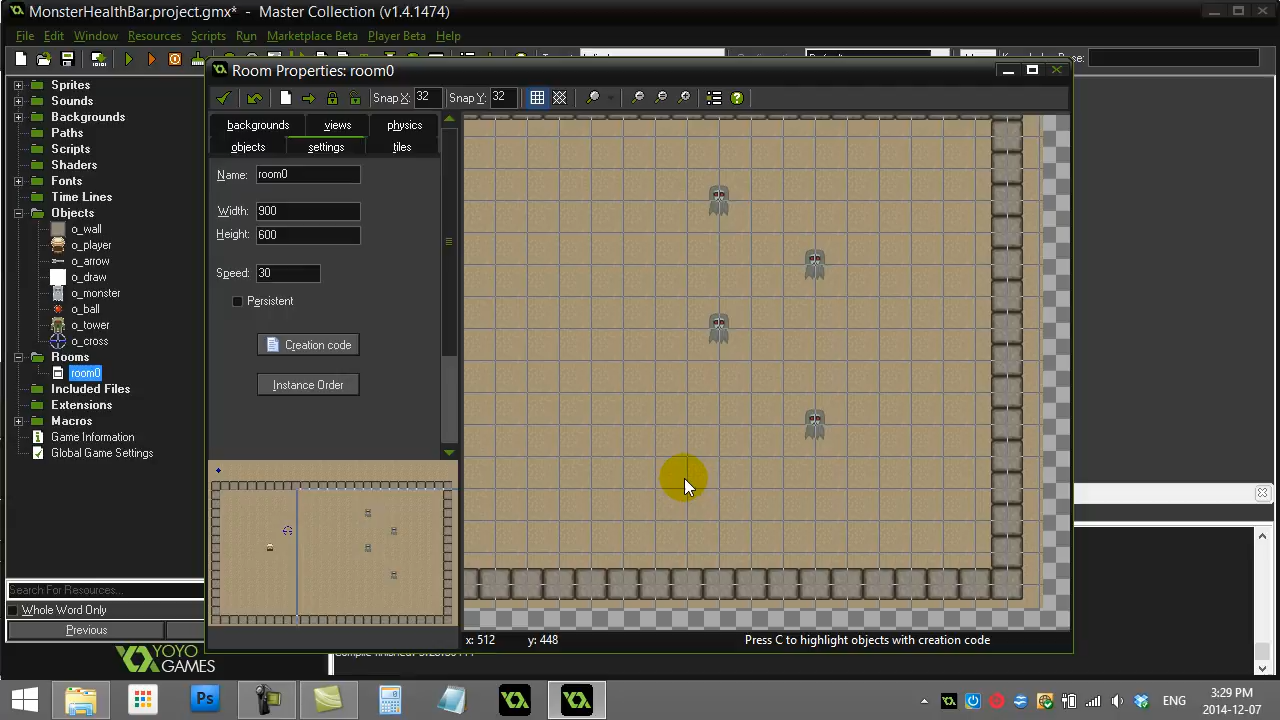 MonsterHealthBar.project.gmx* - Master Collection (v1.4.1474)
File Edit Window Resources Scripts Run Marketplace Beta Player Beta Help
Room Properties: room0
Snap X: 32 Snap Y: 32
backgrounds views physics
objects settings tiles
Name: room0
Width: 900
Height: 600
Speed: 30
Persistent
Creation code
Instance Order
Sprites
Sounds
Backgrounds
Paths
Scripts
Shaders
Fonts
Time Lines
Objects
o_wall
o_player
o_arrow
o_draw
o_monster
o_ball
o_tower
o_cross
Rooms
room0
Included Files
Extensions
Macros
Game Information
Global Game Settings
Search For Resources...
Whole Word Only
Previous
x: 512 y: 448 Press C to highlight objects with creation code
YOYO
GAMES
Ps
ENG
3:29 PM
2014-12-07